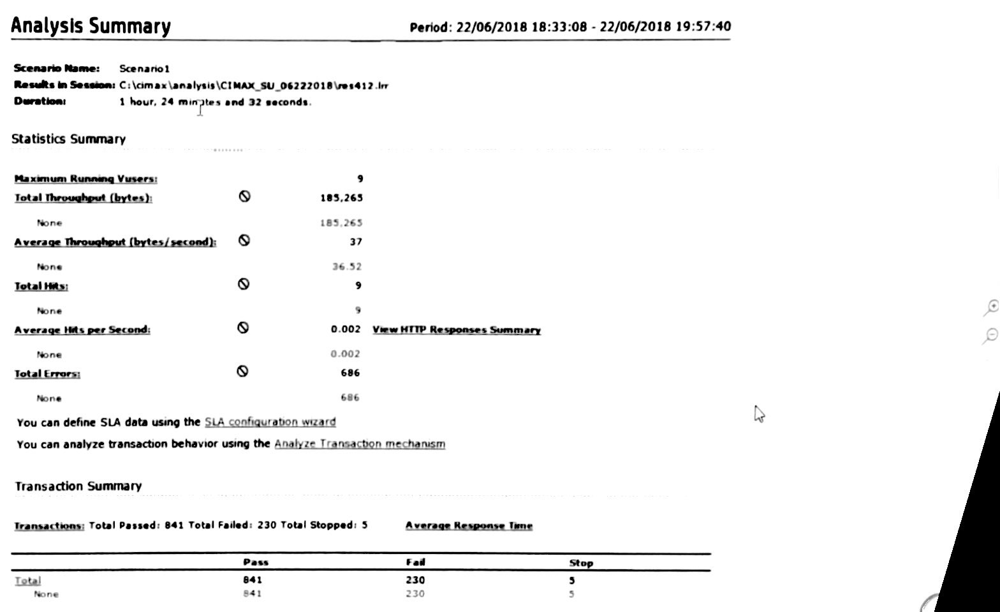 Analysis Summary Period: 22/06/2018 18:33:08 - 22/06/2018 19:57:40
Scenario Name: Scenario1
Results in Session: C:\cimax\analysis\CIMAX_SU_06222018\res412.lrr
Duration: 1 hour, 24 minutes and 32 seconds.
Statistics Summary
Maximum Running Vusers: 9
Total Throughput (bytes): 185,265
None 185,265
Average Throughput (bytes/second): 37
None 36.52
Total Hits: 9
None 9
Average Hits per Second: 0.002 View HTTP Responses Summary
None 0.002
Total Errors: 686
None 686
You can define SLA data using the SLA configuration wizard
You can analyze transaction behavior using the Analyze Transaction mechanism
Transaction Summary
Transactions: Total Passed: 841 Total Failed: 230 Total Stopped: 5 Average Response Time
Pass Fail Stop
Total 841 230 5
None 841 230 5